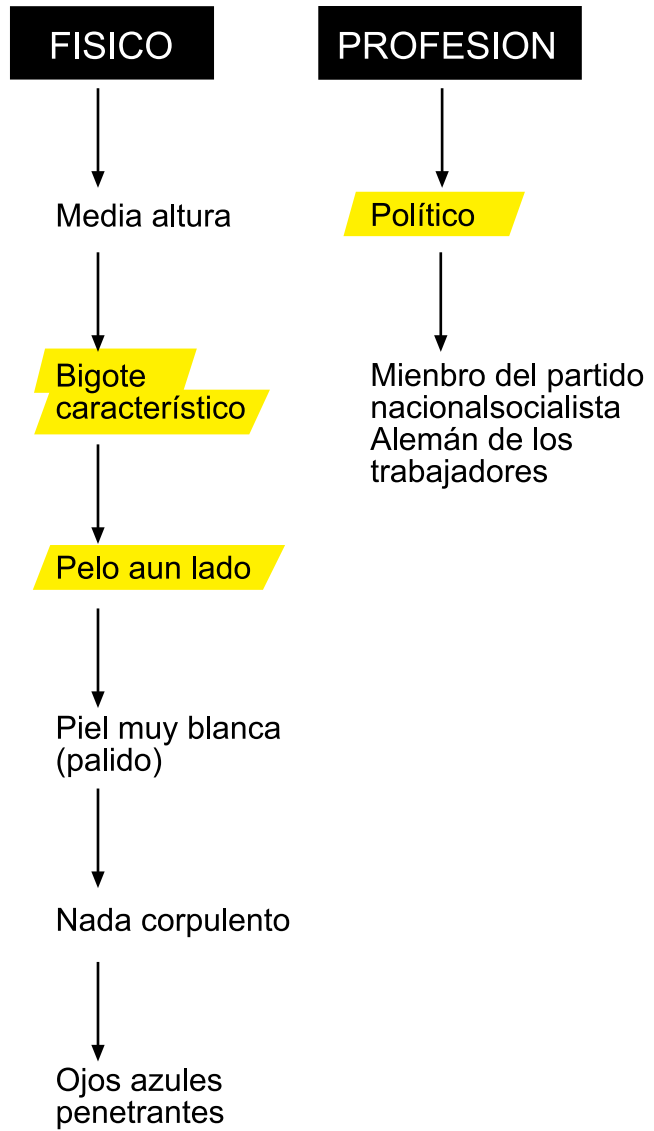 FISICO
Media altura
Bigote
característico
Pelo aun lado
Piel muy blanca
(palido)
Nada corpulento
Ojos azules
penetrantes
PROFESION
Político
Mienbro del partido
nacionalsocialista
Alemán de los
trabajadores